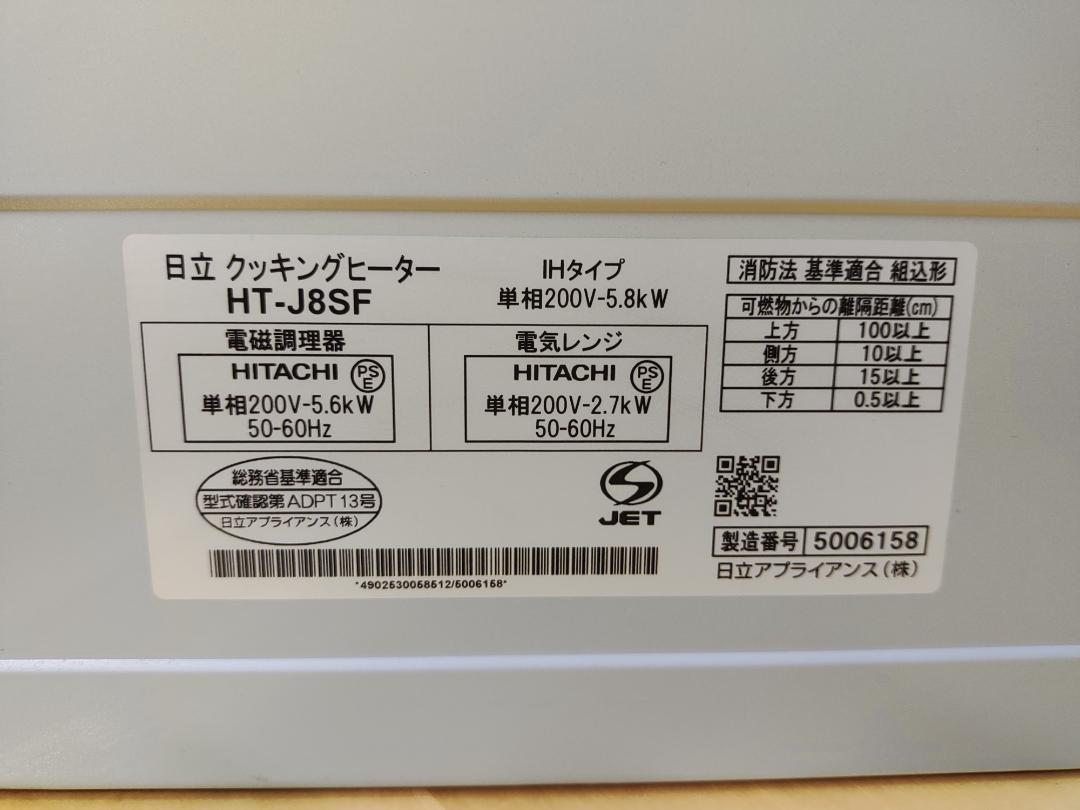 日立 クッキングヒーター
HT-J8SF
IHタイプ
単相200V-5.8kW
電磁調理器
HITACHI
PS
E
単相200V-5.6kW
50-60Hz
電気レンジ
HITACHI
PS
E
単相200V-2.7kW
50-60Hz
消防法 基準適合 組込形
可燃物からの離隔距離(cm)
上方 100以上
側方 10以上
後方 15以上
下方 0.5以上
総務省基準適合
型式確認第ADPT13号
日立アプライアンス(株)
JET
*4902530058512/5006158*
製造番号 5006158
日立アプライアンス(株)